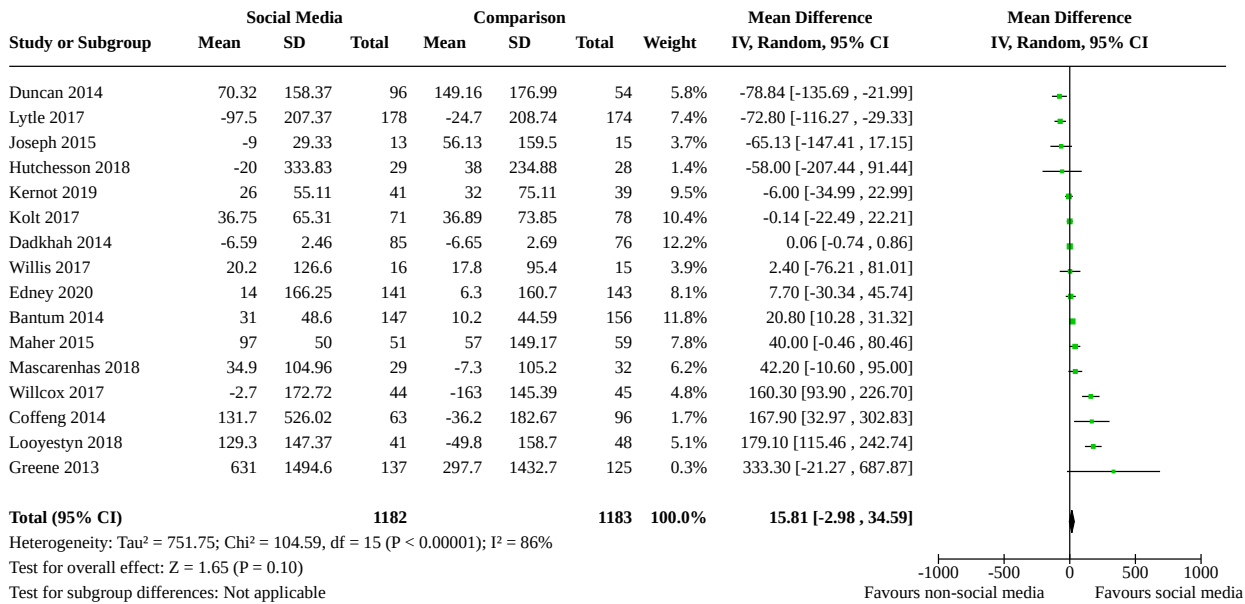 Social Media Comparison Mean Difference Mean Difference
Study or Subgroup Mean SD Total Mean SD Total Weight IV, Random, 95% CI IV, Random, 95% CI
Duncan 2014 70.32 158.37 96 149.16 176.99 54 5.8% -78.84 [-135.69 , -21.99]
Lytle 2017 -97.5 207.37 178 -24.7 208.74 174 7.4% -72.80 [-116.27 , -29.33]
Joseph 2015 -9 29.33 13 56.13 159.5 15 3.7% -65.13 [-147.41 , 17.15]
Hutchesson 2018 -20 333.83 29 38 234.88 28 1.4% -58.00 [-207.44 , 91.44]
Kernot 2019 26 55.11 41 32 75.11 39 9.5% -6.00 [-34.99 , 22.99]
Kolt 2017 36.75 65.31 71 36.89 73.85 78 10.4% -0.14 [-22.49 , 22.21]
Dadkhah 2014 -6.59 2.46 85 -6.65 2.69 76 12.2% 0.06 [-0.74 , 0.86]
Willis 2017 20.2 126.6 16 17.8 95.4 15 3.9% 2.40 [-76.21 , 81.01]
Edney 2020 14 166.25 141 6.3 160.7 143 8.1% 7.70 [-30.34 , 45.74]
Bantum 2014 31 48.6 147 10.2 44.59 156 11.8% 20.80 [10.28 , 31.32]
Maher 2015 97 50 51 57 149.17 59 7.8% 40.00 [-0.46 , 80.46]
Mascarenhas 2018 34.9 104.96 29 -7.3 105.2 32 6.2% 42.20 [-10.60 , 95.00]
Willcox 2017 -2.7 172.72 44 -163 145.39 45 4.8% 160.30 [93.90 , 226.70]
Coffeng 2014 131.7 526.02 63 -36.2 182.67 96 1.7% 167.90 [32.97 , 302.83]
Looyestyn 2018 129.3 147.37 41 -49.8 158.7 48 5.1% 179.10 [115.46 , 242.74]
Greene 2013 631 1494.6 137 297.7 1432.7 125 0.3% 333.30 [-21.27 , 687.87]
Total (95% CI) 1182 1183 100.0% 15.81 [-2.98 , 34.59]
Heterogeneity: Tau² = 751.75; Chi² = 104.59, df = 15 (P < 0.00001); I² = 86%
Test for overall effect: Z = 1.65 (P = 0.10)
Test for subgroup differences: Not applicable
-1000 -500 0 500 1000
Favours non-social media Favours social media